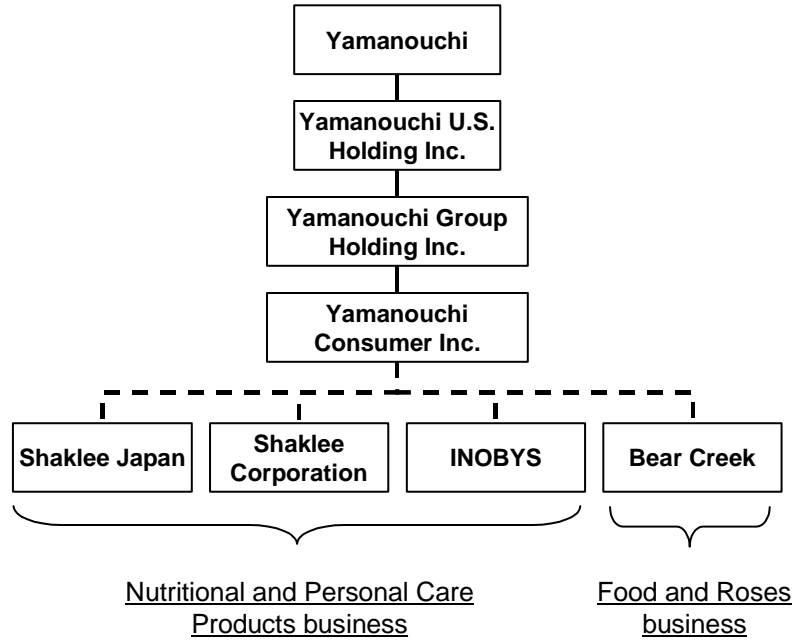 Yamanouchi
Yamanouchi U.S.
Holding Inc.
Yamanouchi Group
Holding Inc.
Yamanouchi
Consumer Inc.
Shaklee Japan
Shaklee
Corporation
INOBYS
Bear Creek
Nutritional and Personal Care
Products business
Food and Roses
business